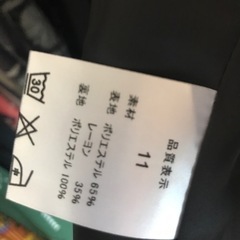 品質表示
11
素材
表地 ポリエステル 65%
レーヨン 35%
裏地 ポリエステル 100%
30